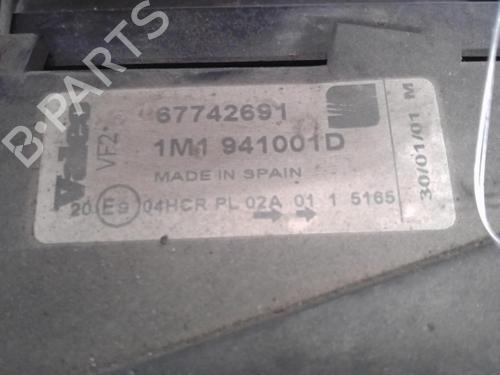 B-PARTS
Valeo
VF2*
67742691
1M1 941001D
MADE IN SPAIN
20 E9 04HCR PL 02A 01 1 5165
30/01/01 M